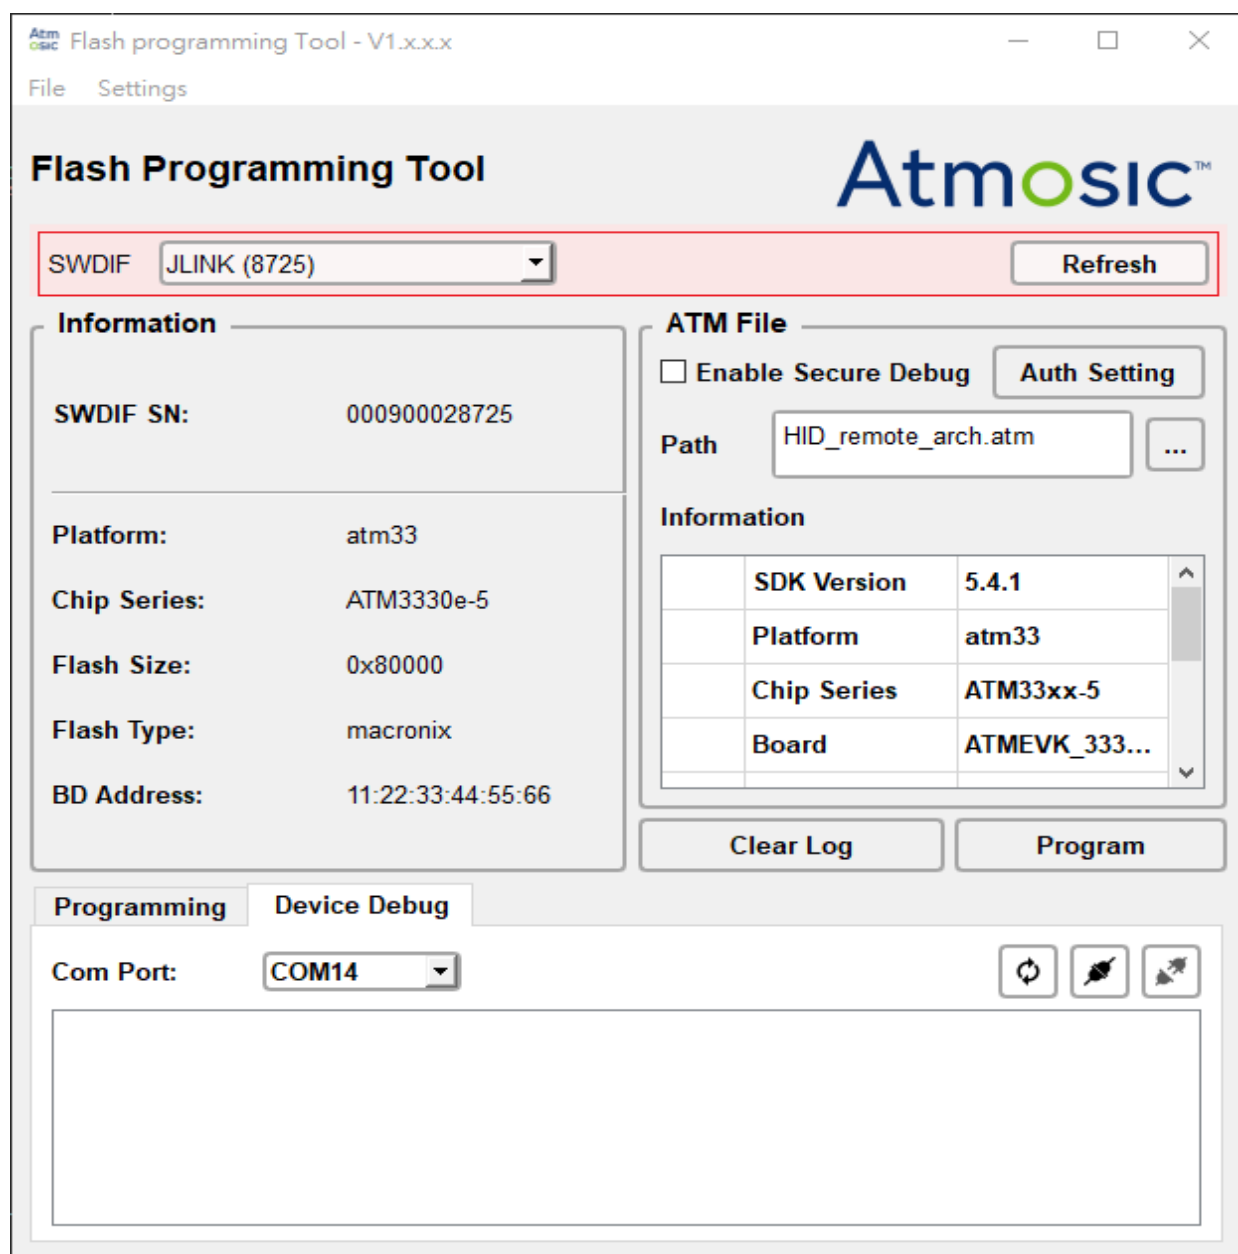 Atmosic Flash programming Tool - V1.x.x.x
File Settings
Flash Programming Tool
Atmosic™
SWDIF JLINK (8725) Refresh
Information
SWDIF SN: 000900028725
Platform: atm33
Chip Series: ATM3330e-5
Flash Size: 0x80000
Flash Type: macronix
BD Address: 11:22:33:44:55:66
ATM File
Enable Secure Debug Auth Setting
Path HID_remote_arch.atm ...
Information
SDK Version 5.4.1
Platform atm33
Chip Series ATM33xx-5
Board ATMEVK_333...
Clear Log Program
Programming Device Debug
Com Port: COM14